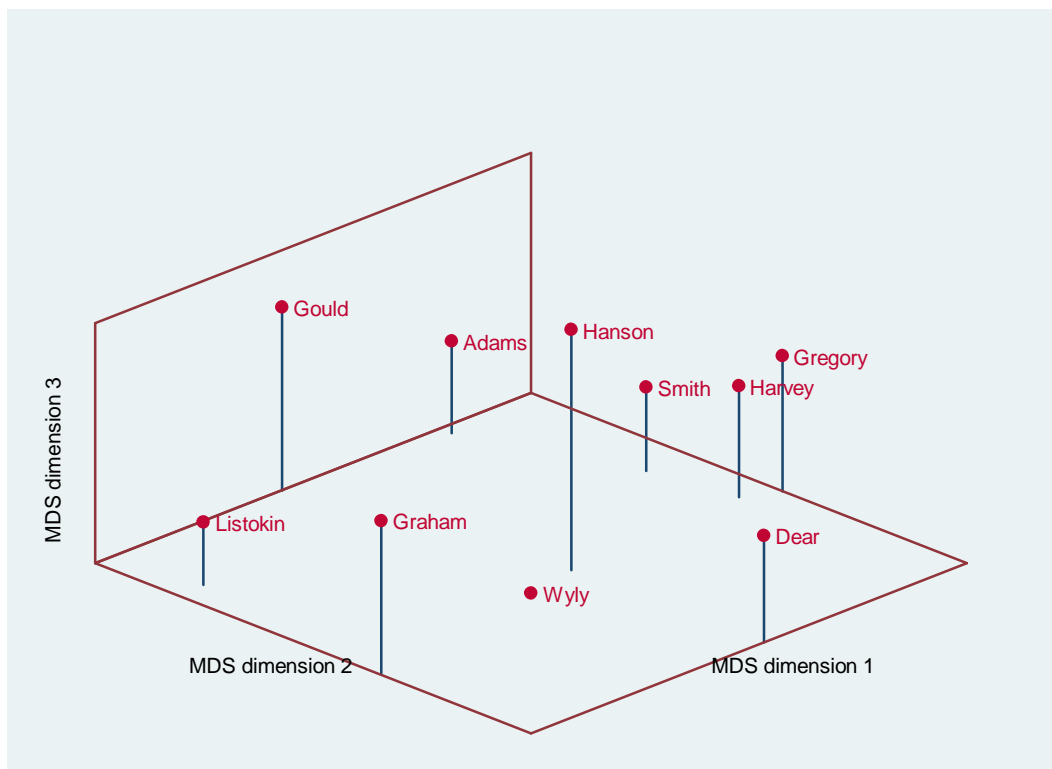 Gould
Hanson
Adams
Gregory
Smith
Harvey
MDS dimension 3
Listokin
Graham
Dear
Wyly
MDS dimension 2
MDS dimension 1